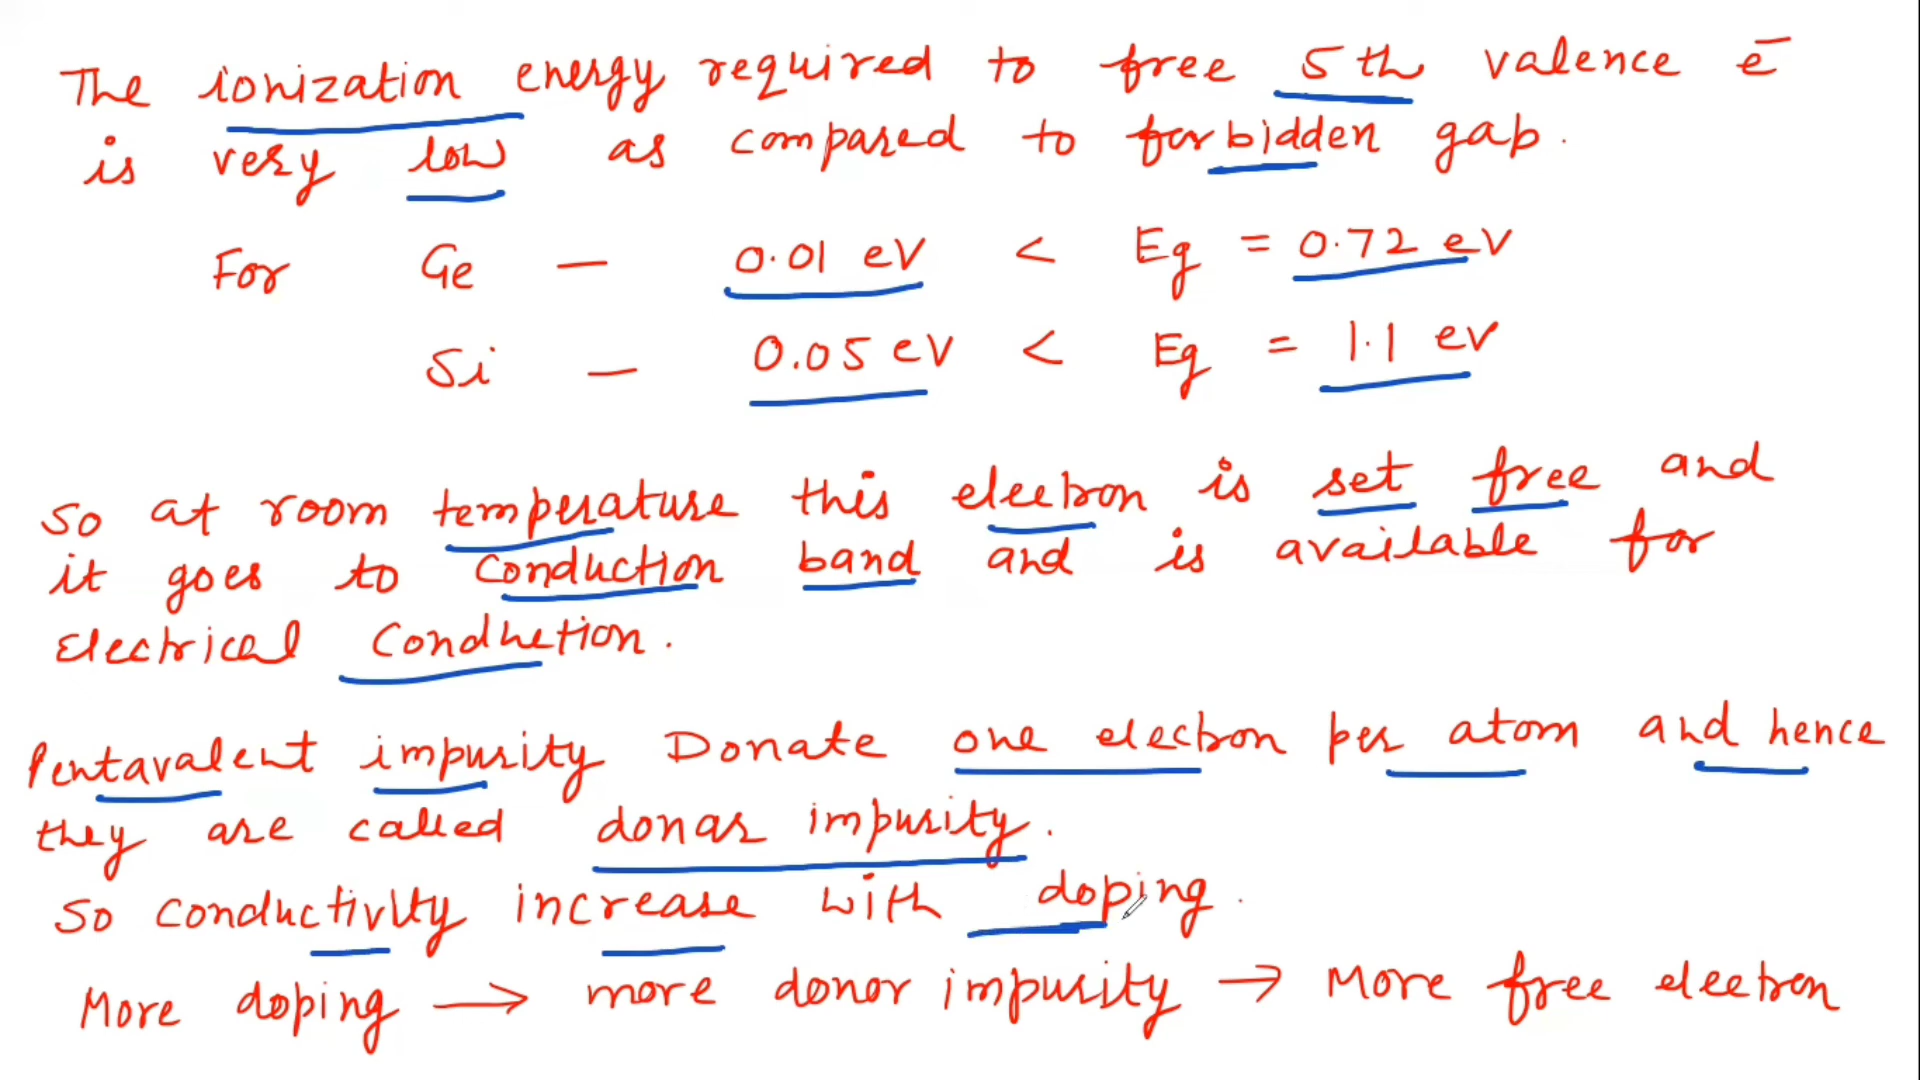 The ionization energy required to free 5th valence e̅
is very low as compared to forbidden gap.
For Ge — 0.01 eV < Eg = 0.72 eV
Si — 0.05 eV < Eg = 1.1 eV
So at room temperature this electron is set free and
it goes to conduction band and is available for
Electrical Conduction.
Pentavalent impurity Donate one electron per atom and hence
they are called donar impurity.
So conductivity increase with doping.
More doping → more donor impurity → More free electron